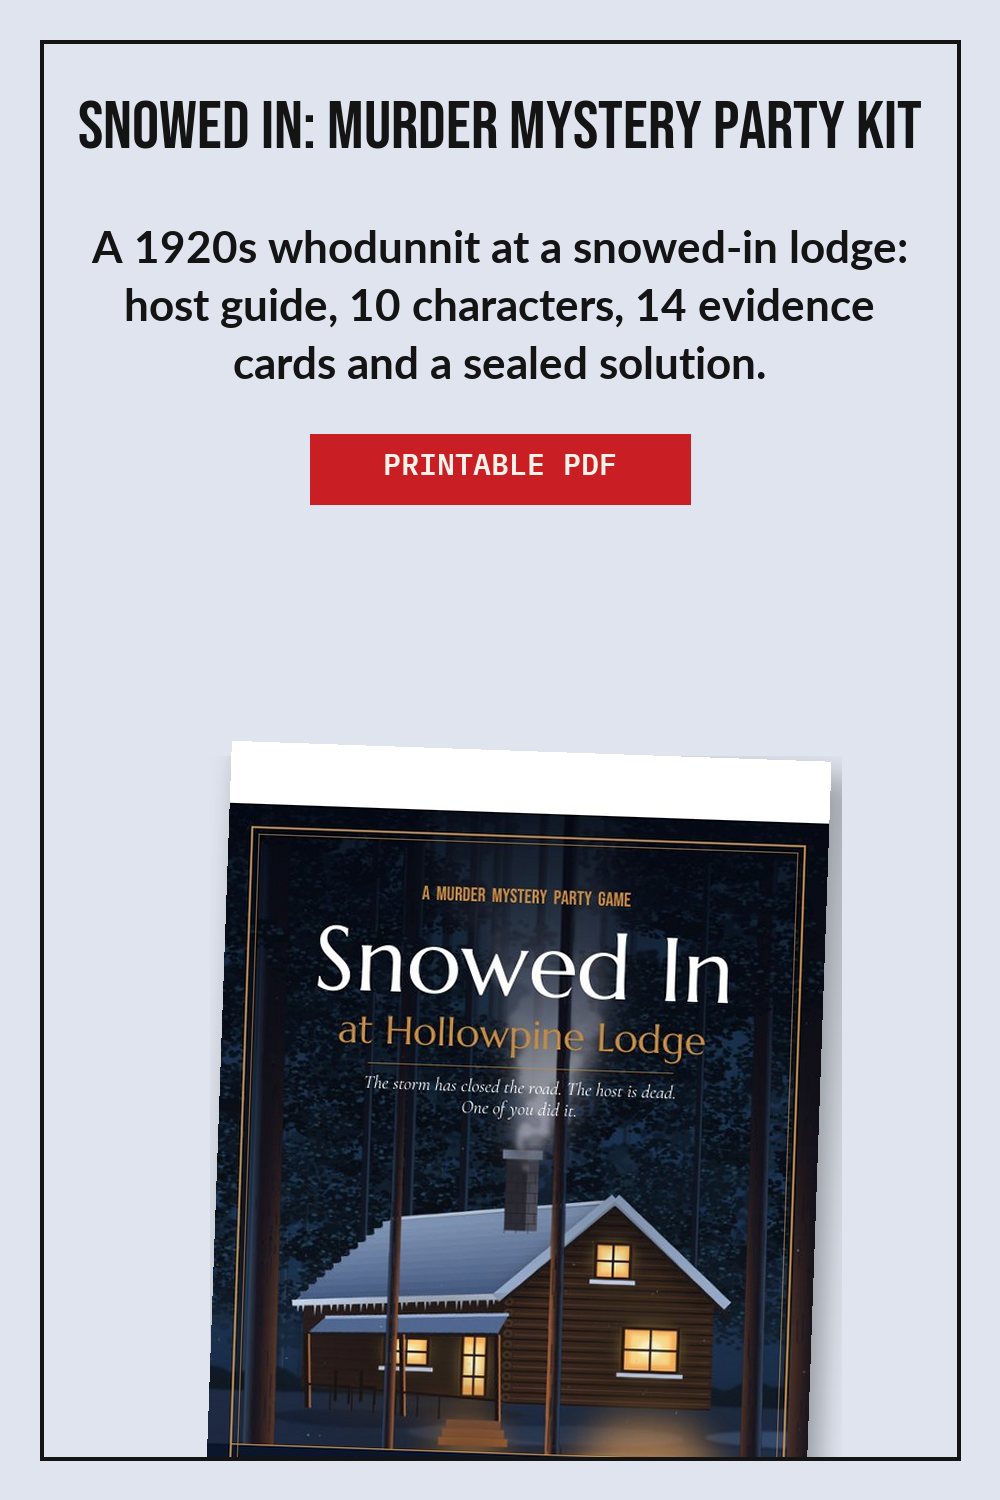 SNOWED IN: MURDER MYSTERY PARTY KIT
A 1920s whodunnit at a snowed-in lodge:
host guide, 10 characters, 14 evidence
cards and a sealed solution.
PRINTABLE PDF
A MURDER MYSTERY PARTY GAME
Snowed In
at Hollowpine Lodge
The storm has closed the road. The host is dead.
One of you did it.